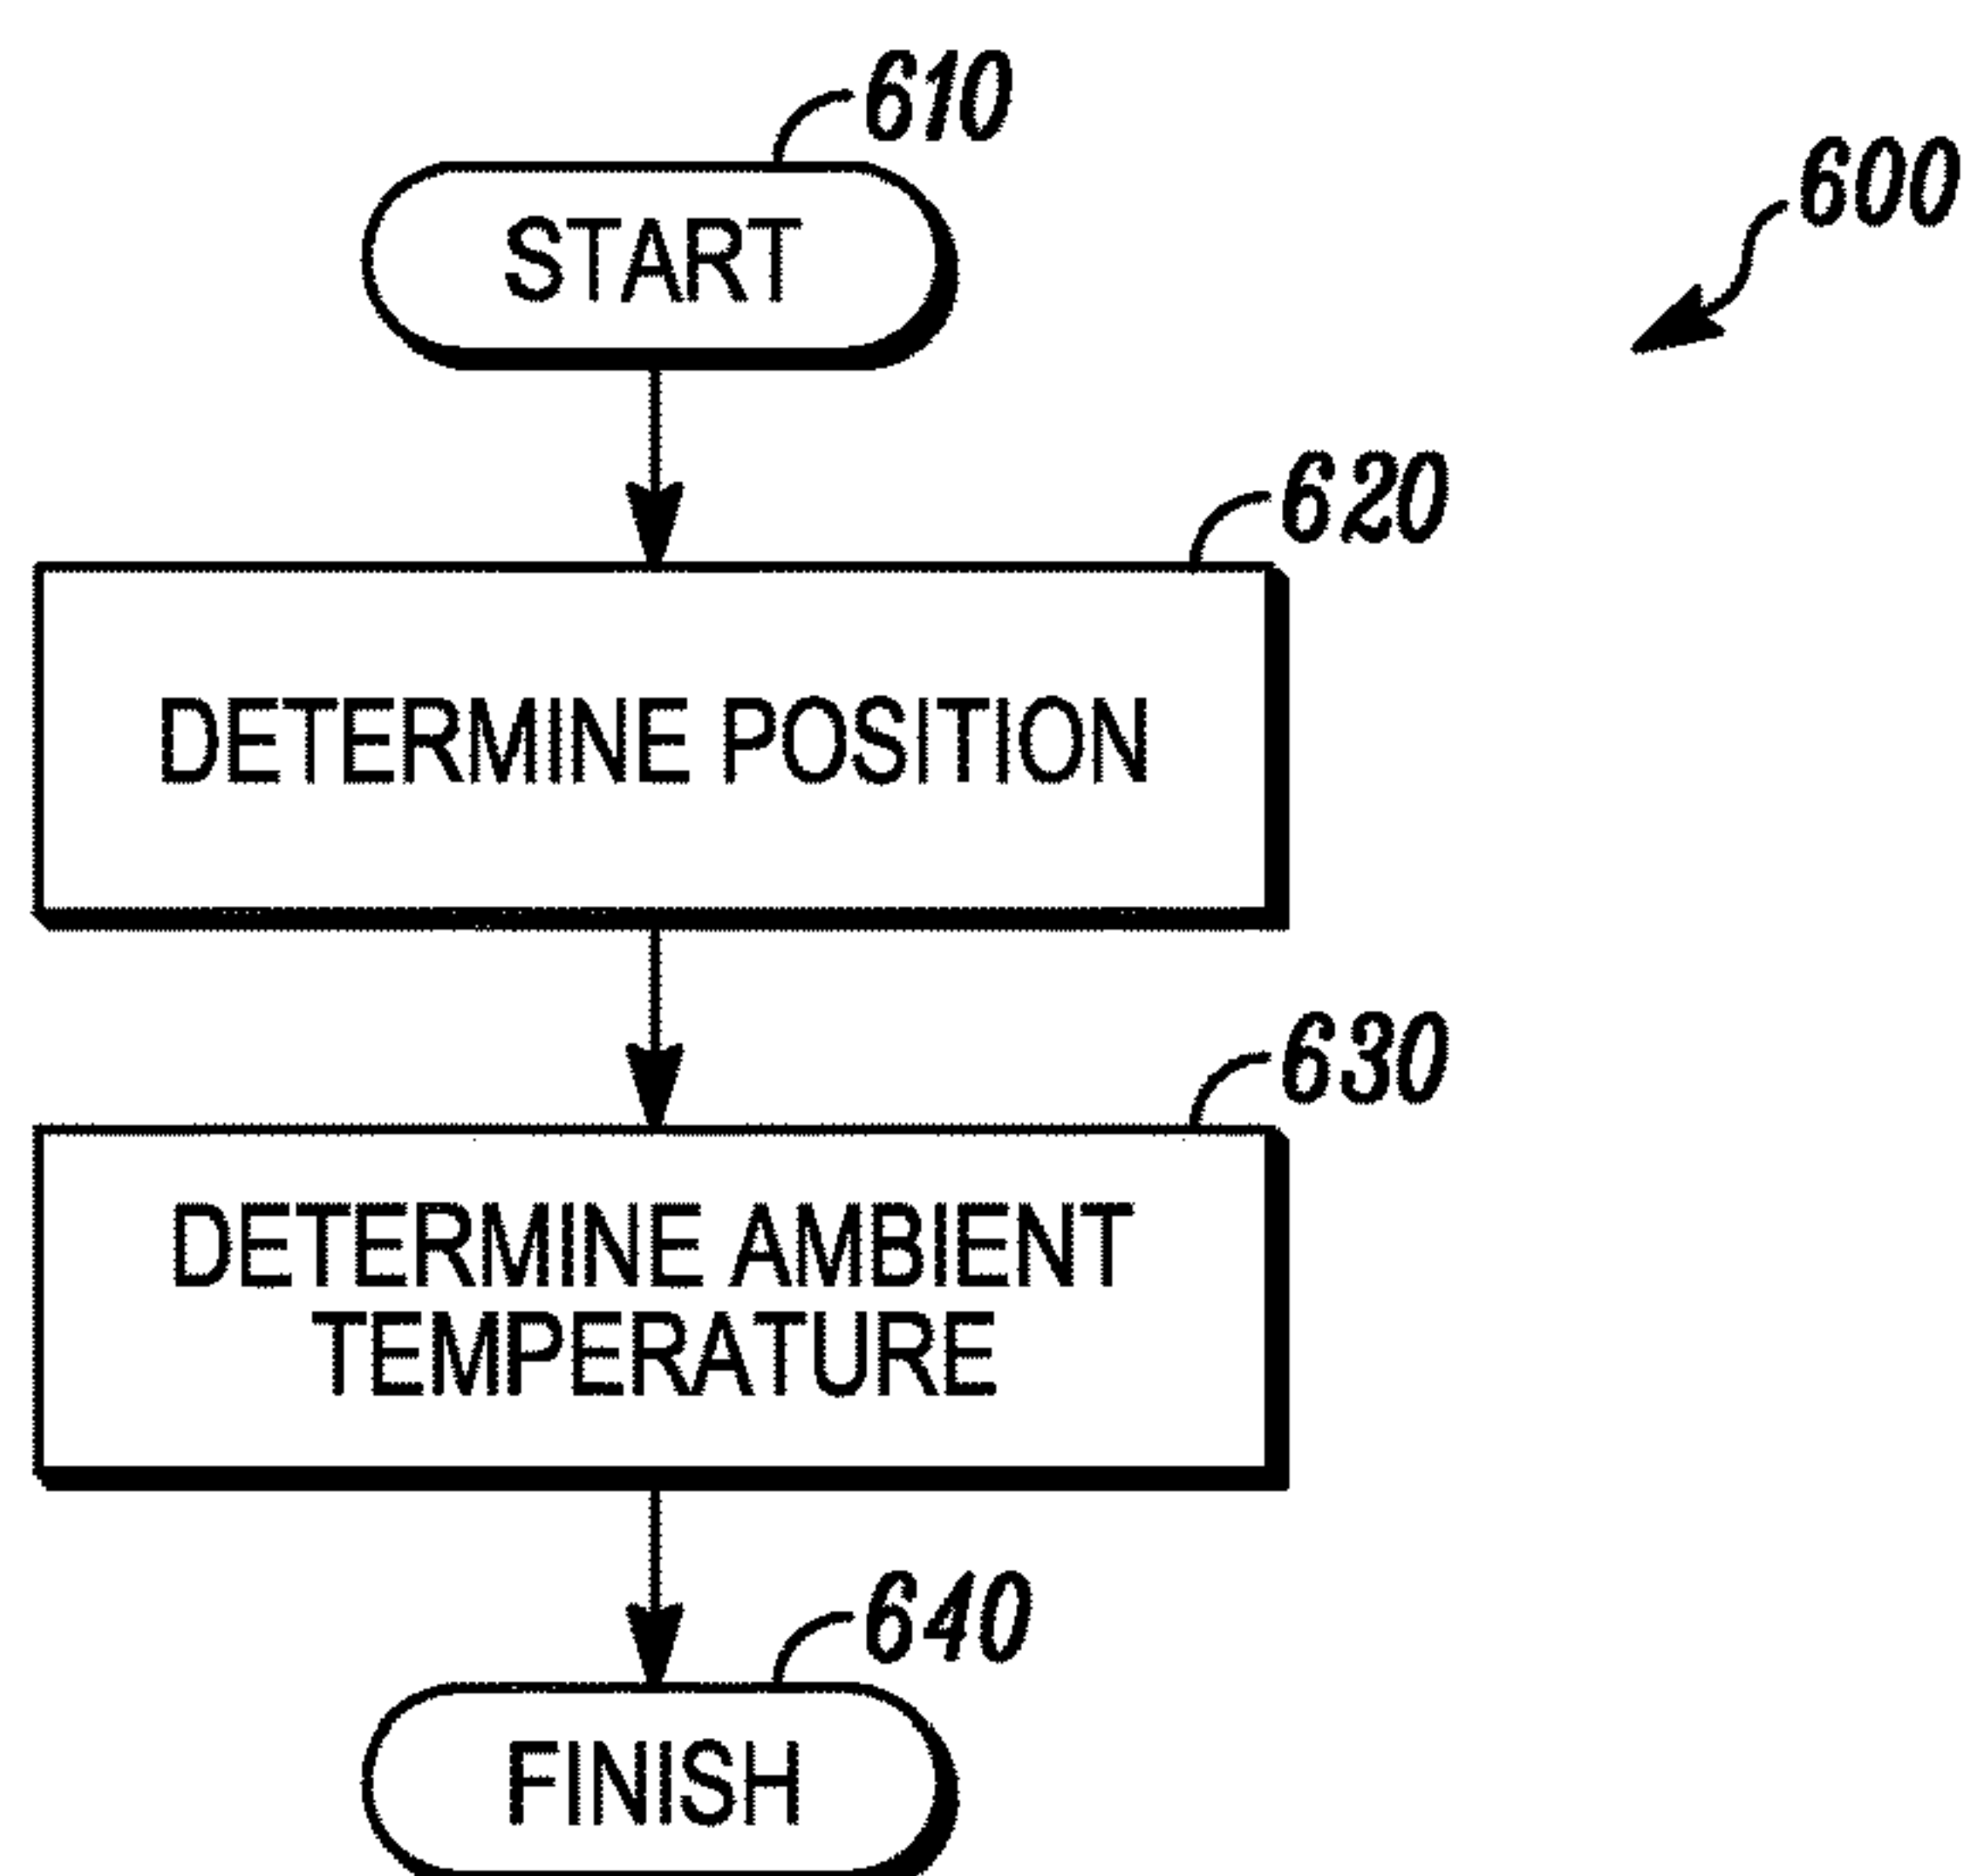 610
START
600
620
DETERMINE POSITION
630
DETERMINE AMBIENT
TEMPERATURE
640
FINISH